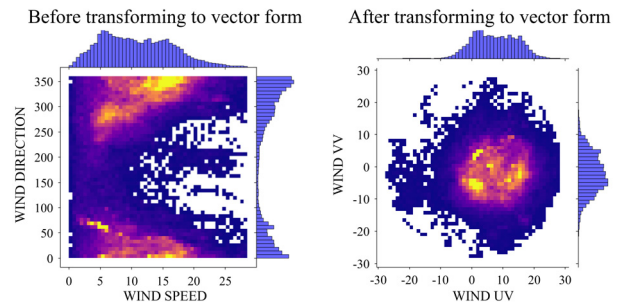 Before transforming to vector form
350
300
250
200
150
100
50
0
WIND DIRECTION
0 5 10 15 20 25
WIND SPEED
After transforming to vector form
30
20
10
0
-10
-20
-30
WIND VV
-30 -20 -10 0 10 20 30
WIND UV